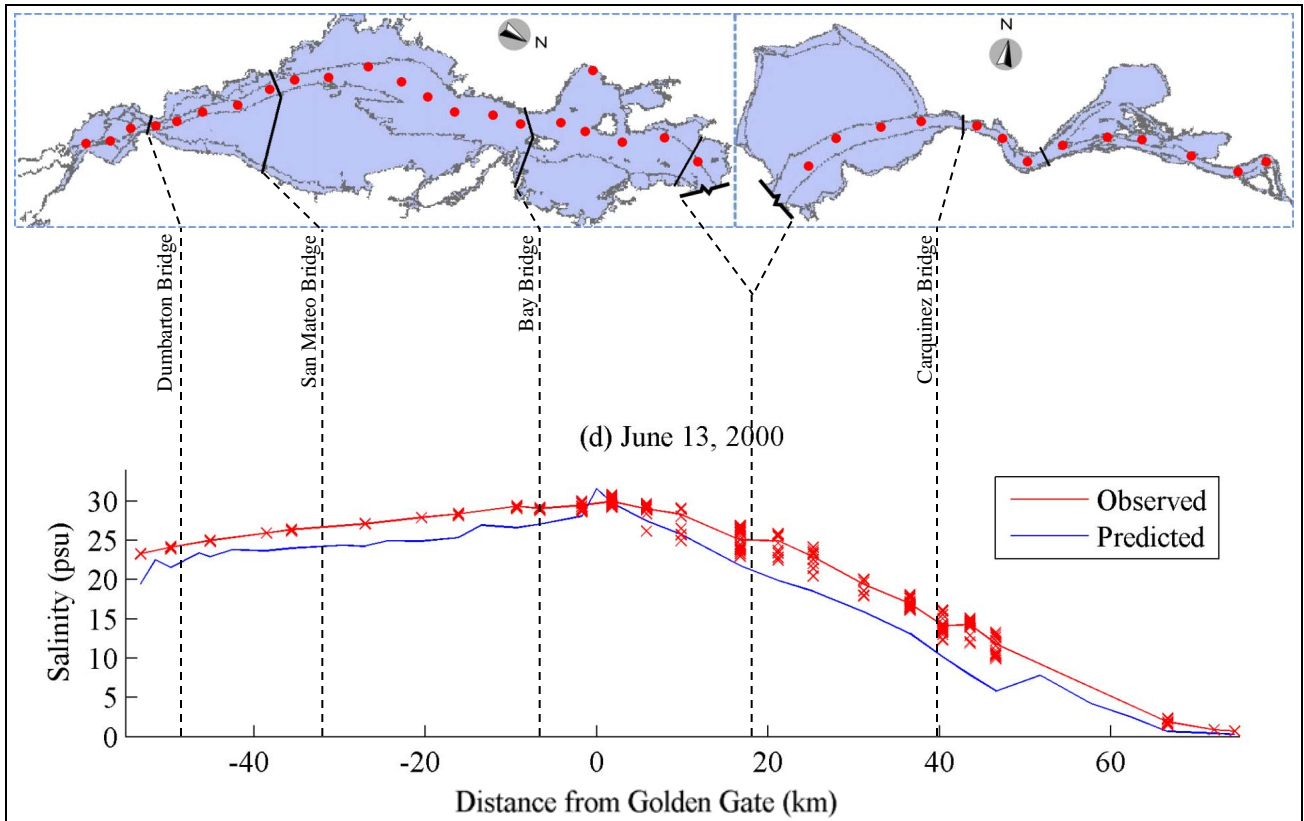 N
N
Dumbarton Bridge
San Mateo Bridge
Bay Bridge
Carquinez Bridge
(d) June 13, 2000
Observed
Predicted
Salinity (psu)
30
25
20
15
10
5
0
-40
-20
0
20
40
60
Distance from Golden Gate (km)